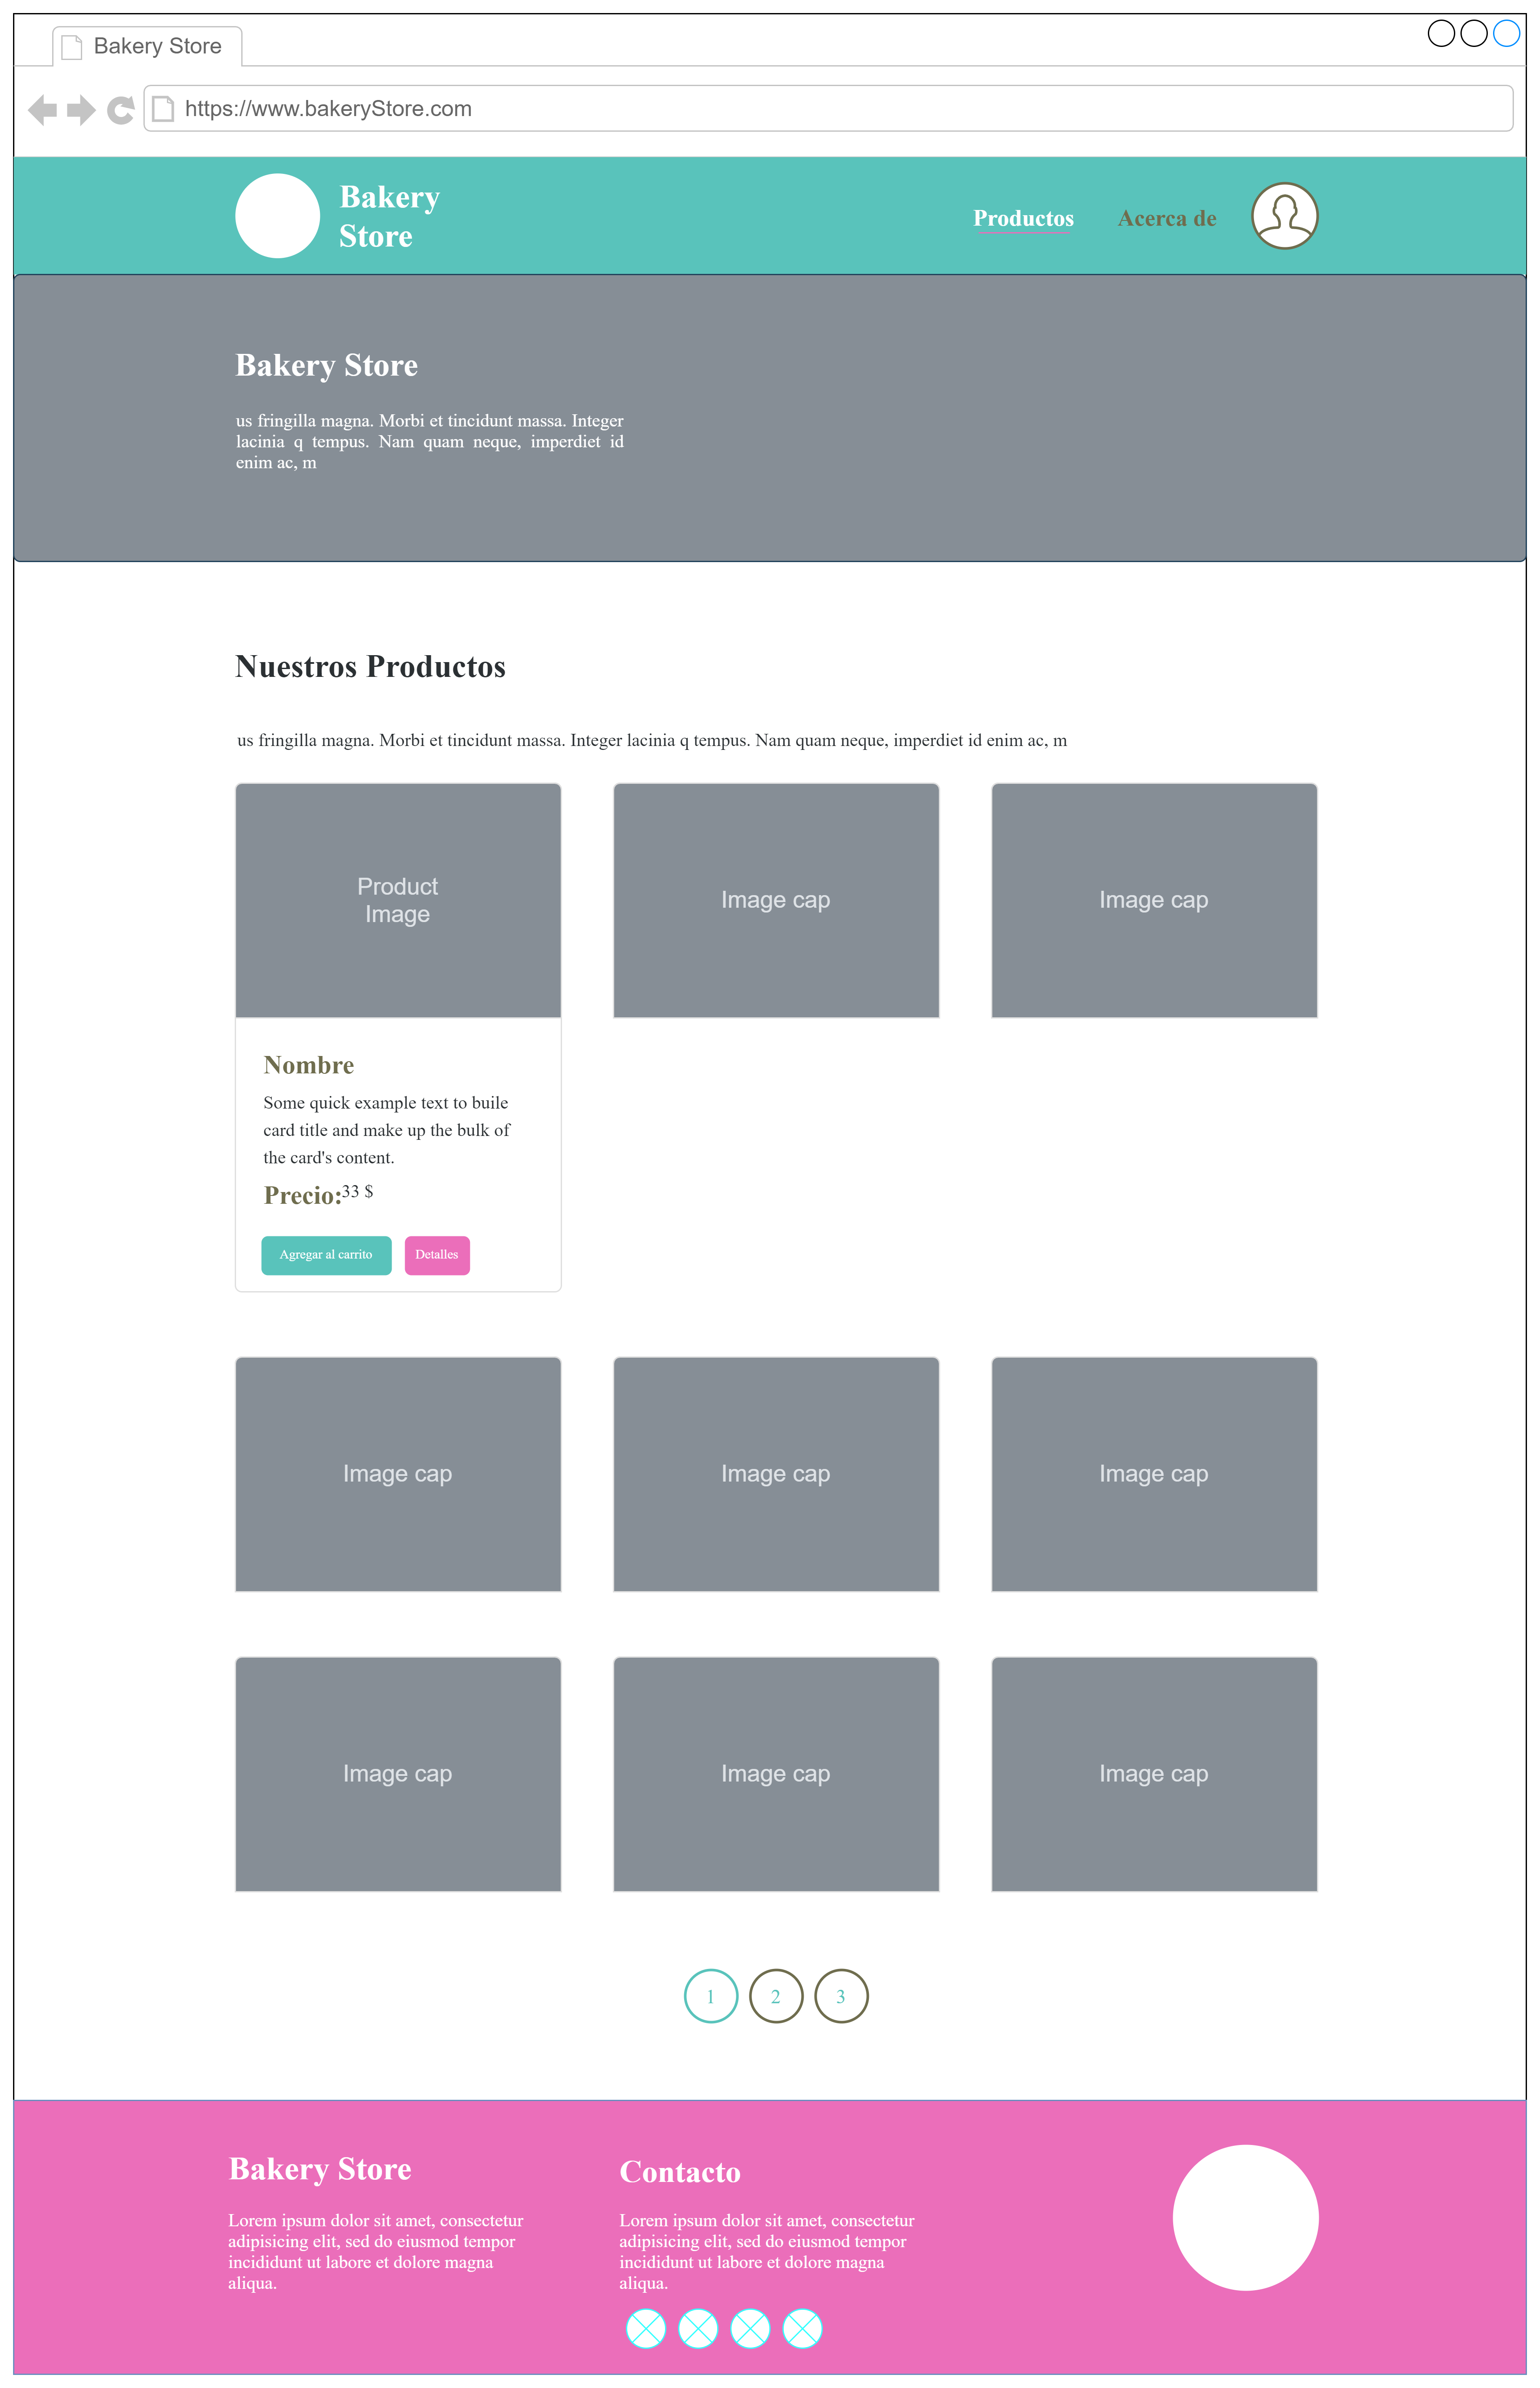 Bakery Store
https://www.bakeryStore.com
Bakery
Store
Productos
Acerca de
Bakery Store
us fringilla magna. Morbi et tincidunt massa. Integer
lacinia q tempus. Nam quam neque, imperdiet id
enim ac, m
Nuestros Productos
us fringilla magna. Morbi et tincidunt massa. Integer lacinia q tempus. Nam quam neque, imperdiet id enim ac, m
Product
Image
Image cap
Image cap
Nombre
Some quick example text to buile
card title and make up the bulk of
the card's content.
Precio:33 $
Agregar al carrito
Detalles
Image cap
Image cap
Image cap
Image cap
Image cap
Image cap
1
2
3
Bakery Store
Lorem ipsum dolor sit amet, consectetur
adipisicing elit, sed do eiusmod tempor
incididunt ut labore et dolore magna
aliqua.
Contacto
Lorem ipsum dolor sit amet, consectetur
adipisicing elit, sed do eiusmod tempor
incididunt ut labore et dolore magna
aliqua.